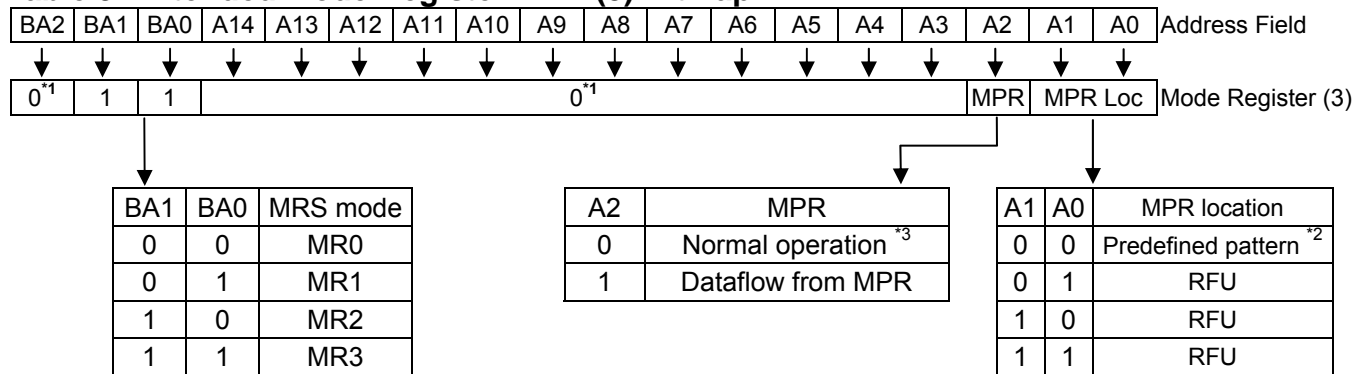 BA2 BA1 BA0 A14 A13 A12 A11 A10 A9 A8 A7 A6 A5 A4 A3 A2 A1 A0 Address Field
0*1 1 1 0*1 MPR MPR Loc Mode Register (3)
BA1 BA0 MRS mode
0 0 MR0
0 1 MR1
1 0 MR2
1 1 MR3
A2 MPR
0 Normal operation *3
1 Dataflow from MPR
A1 A0 MPR location
0 0 Predefined pattern *2
0 1 RFU
1 0 RFU
1 1 RFU